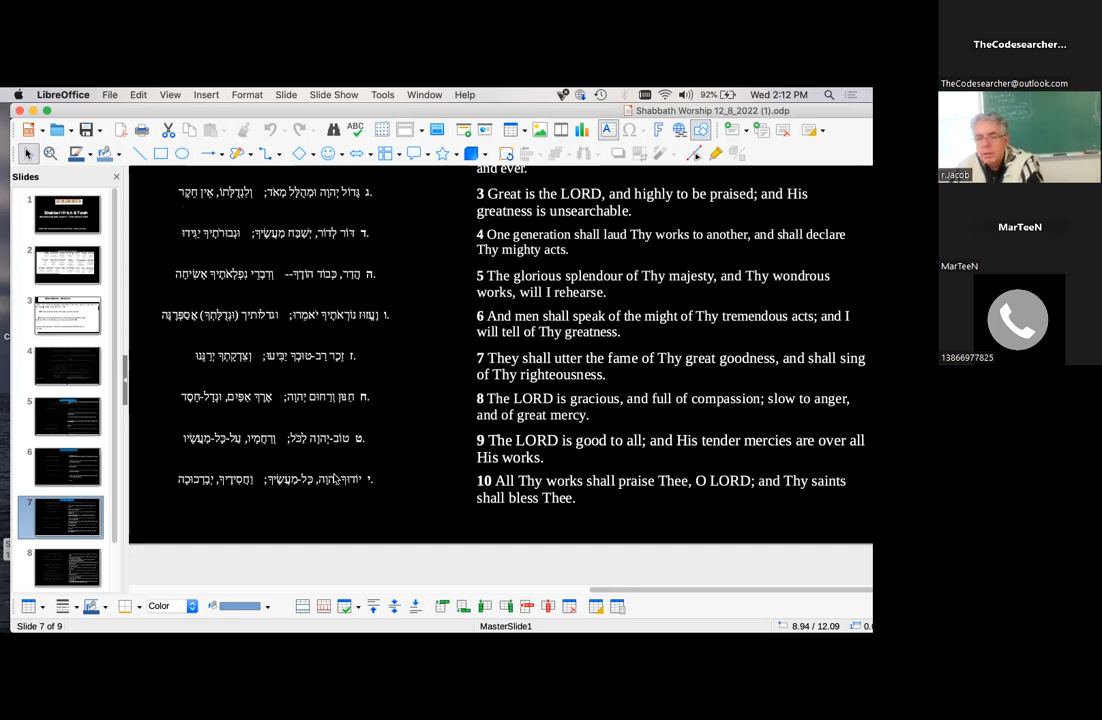 TheCodesearcher...
TheCodesearcher@outlook.com
LibreOffice File Edit View Insert Format Slide Slide Show Tools Window Help 92% Wed 2:12 PM
Shabbath Worship 12_8_2022 (1).odp
r.Jacob
Slides
and ever.
ג גָּדוֹל יְהוָה וּמְהֻלָּל מְאֹד; וְלִגְדֻלָּתוֹ, אֵין חֵקֶר.
3 Great is the LORD, and highly to be praised; and His
greatness is unsearchable.
ד דּוֹר לְדוֹר, יְשַׁבַּח מַעֲשֶׂיךָ; וּגְבוּרֹתֶיךָ יַגִּידוּ.
4 One generation shall laud Thy works to another, and shall declare
Thy mighty acts.
ה הֲדַר, כְּבוֹד הוֹדֶךָ-- וְדִבְרֵי נִפְלְאֹתֶיךָ אָשִׂיחָה.
5 The glorious splendour of Thy majesty, and Thy wondrous
works, will I rehearse.
ו וֶעֱזוּז נוֹרְאֹתֶיךָ יֹאמֵרוּ; וגדלותיך (וּגְדֻלָּתְךָ) אֲסַפְּרֶנָּה.
6 And men shall speak of the might of Thy tremendous acts; and I
will tell of Thy greatness.
ז זֵכֶר רַב-טוּבְךָ יַבִּיעוּ; וְצִדְקָתְךָ יְרַנֵּנוּ.
7 They shall utter the fame of Thy great goodness, and shall sing
of Thy righteousness.
ח חַנּוּן וְרַחוּם יְהוָה; אֶרֶךְ אַפַּיִם, וּגְדָל-חָסֶד.
8 The LORD is gracious, and full of compassion; slow to anger,
and of great mercy.
ט טוֹב-יְהוָה לַכֹּל; וְרַחֲמָיו, עַל-כָּל-מַעֲשָׂיו.
9 The LORD is good to all; and His tender mercies are over all
His works.
י יוֹדוּךָ יְהוָה, כָּל-מַעֲשֶׂיךָ; וַחֲסִידֶיךָ, יְבָרְכוּכָה.
10 All Thy works shall praise Thee, O LORD; and Thy saints
shall bless Thee.
1
2
3
4
5
6
7
8
MarTeeN
MarTeeN
13866977825
Color
Slide 7 of 9 MasterSlide1 8.94 / 12.09 0.